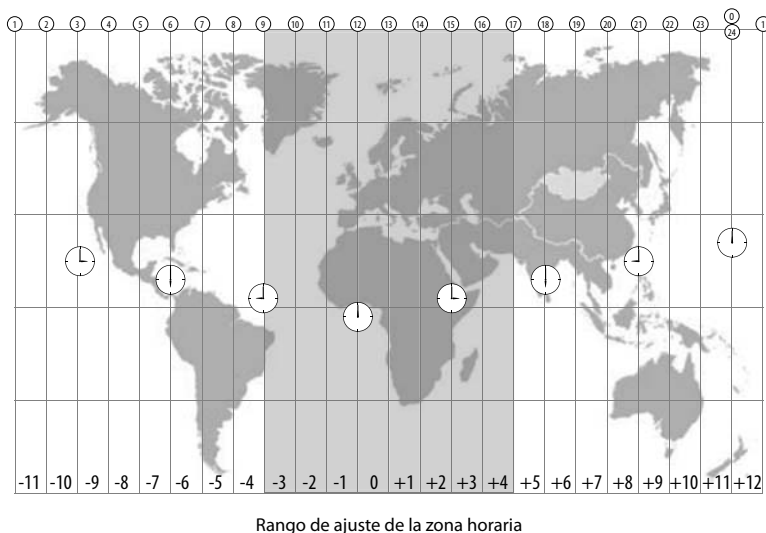 1 2 3 4 5 6 7 8 9 10 11 12 13 14 15 16 17 18 19 20 21 22 23 0 1
24
-11 -10 -9 -8 -7 -6 -5 -4 -3 -2 -1 0 +1 +2 +3 +4 +5 +6 +7 +8 +9 +10 +11 +12
Rango de ajuste de la zona horaria